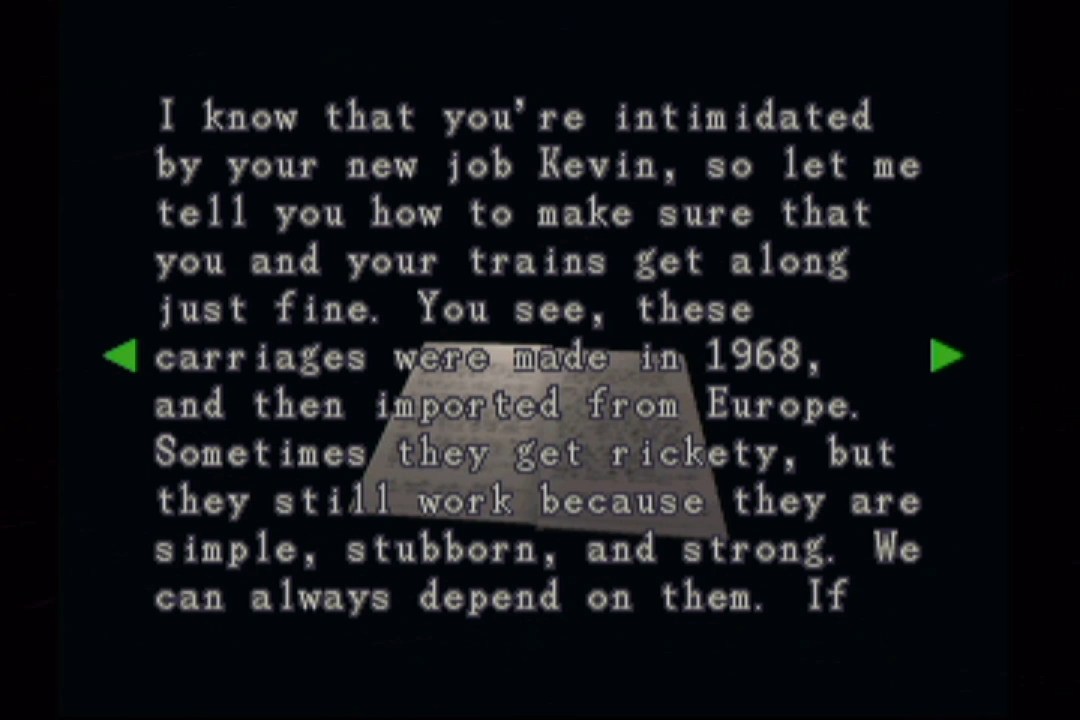 I know that you're intimidated
by your new job Kevin, so let me
tell you how to make sure that
you and your trains get along
just fine. You see, these
carriages were made in 1968,
and then imported from Europe.
Sometimes they get rickety, but
they still work because they are
simple, stubborn, and strong. We
can always depend on them. If